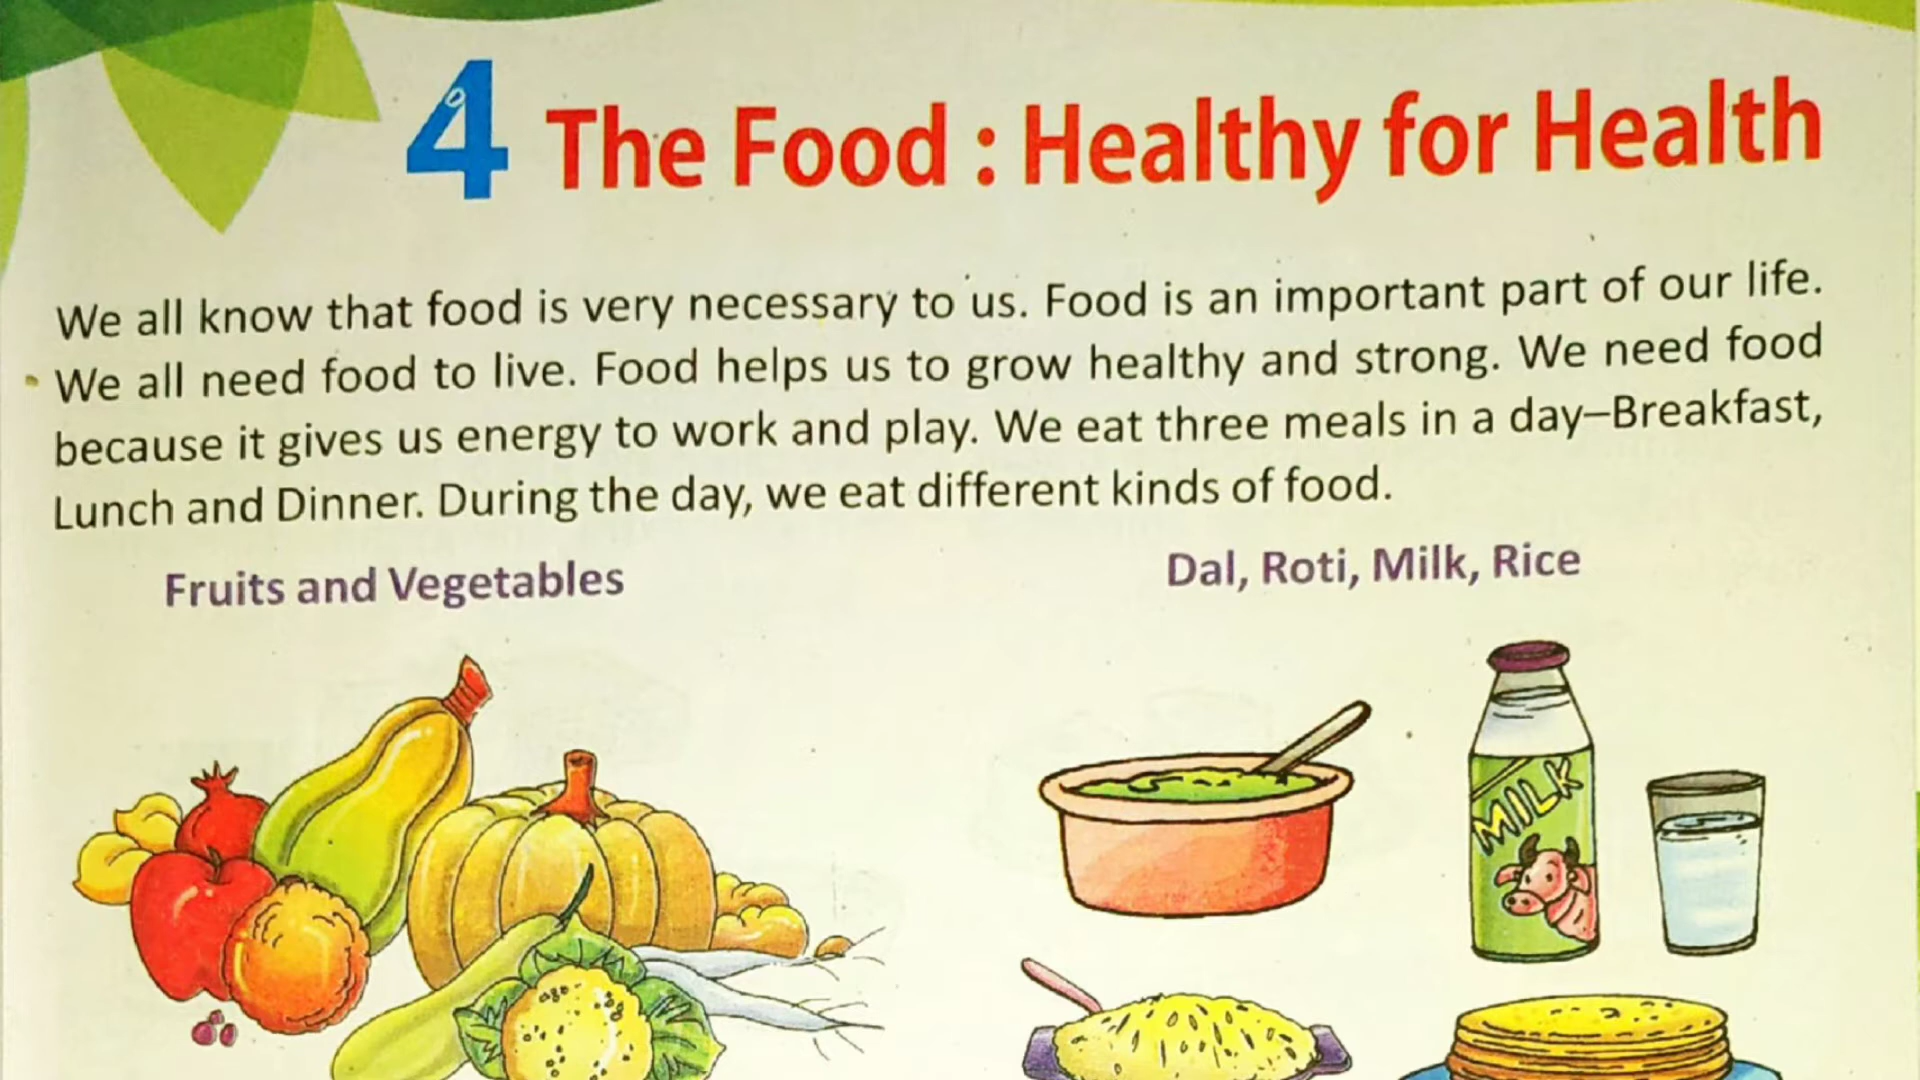 4 The Food : Healthy for Health
We all know that food is very necessary to us. Food is an important part of our life.
We all need food to live. Food helps us to grow healthy and strong. We need food
because it gives us energy to work and play. We eat three meals in a day–Breakfast,
Lunch and Dinner. During the day, we eat different kinds of food.
Fruits and Vegetables
Dal, Roti, Milk, Rice
MILK